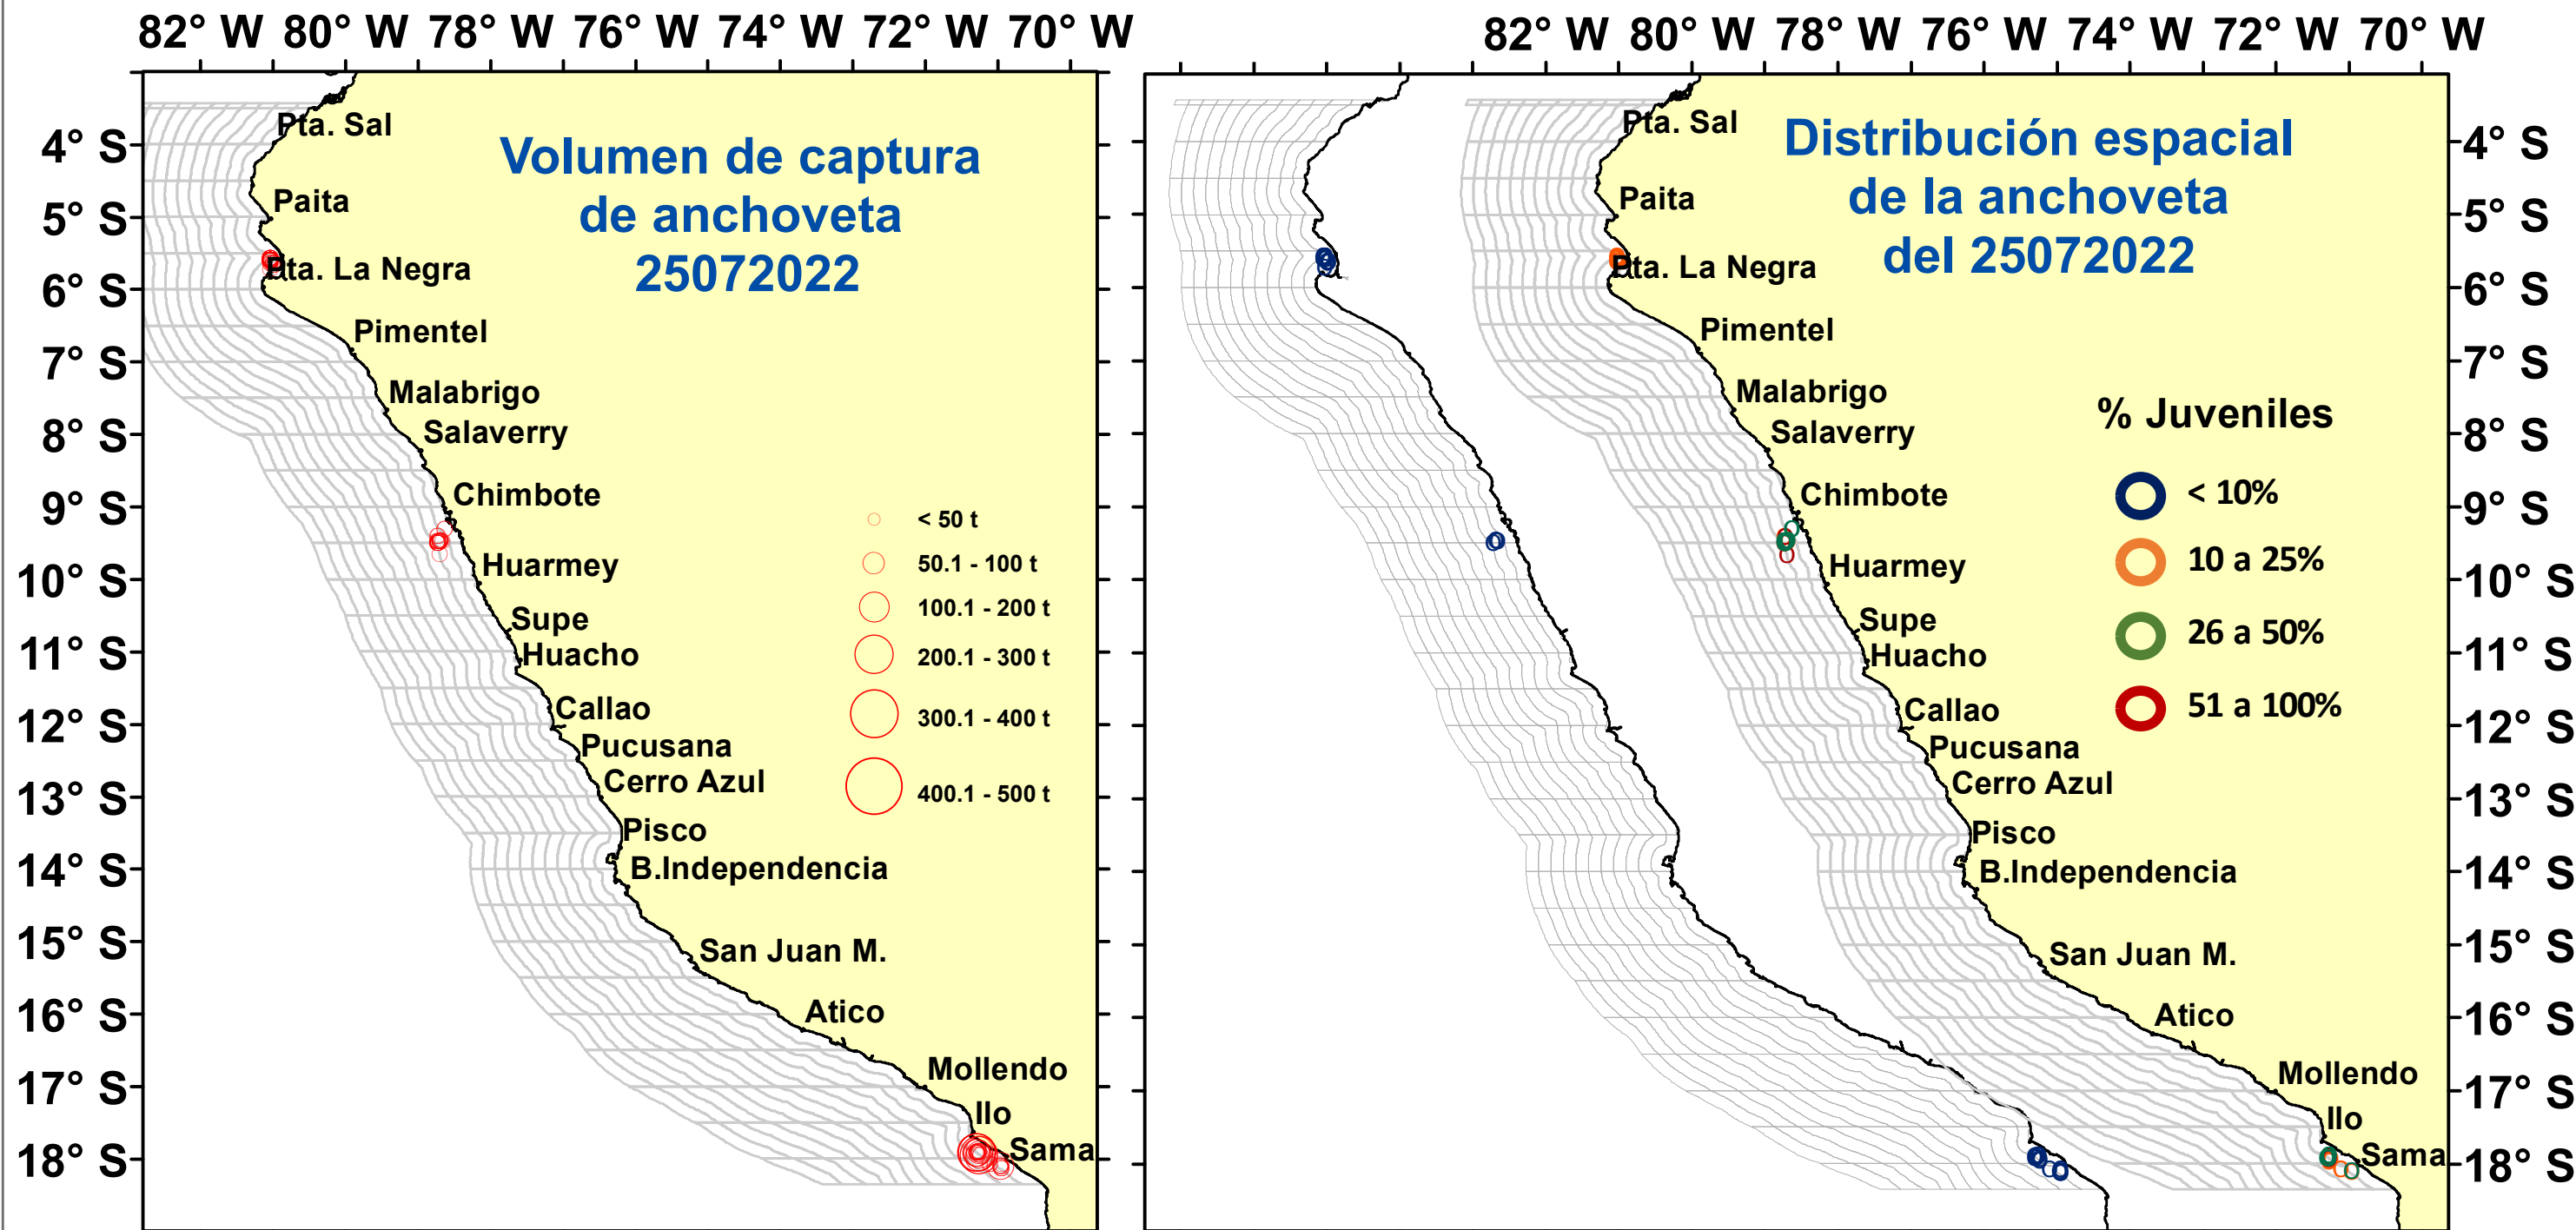 82° W 80° W 78° W 76° W 74° W 72° W 70° W
4° S
5° S
6° S
7° S
8° S
9° S
10° S
11° S
12° S
13° S
14° S
15° S
16° S
17° S
18° S
Volumen de captura
de anchoveta
25072022
Pta. Sal
Paita
Pta. La Negra
Pimentel
Malabrigo
Salaverry
Chimbote
Huarmey
Supe
Huacho
Callao
Pucusana
Cerro Azul
Pisco
B.Independencia
San Juan M.
Atico
Mollendo
Ilo
Sama
< 50 t
50.1 - 100 t
100.1 - 200 t
200.1 - 300 t
300.1 - 400 t
400.1 - 500 t
82° W 80° W 78° W 76° W 74° W 72° W 70° W
Distribución espacial
de la anchoveta
del 25072022
Pta. Sal
Paita
Pta. La Negra
Pimentel
Malabrigo
Salaverry
Chimbote
Huarmey
Supe
Huacho
Callao
Pucusana
Cerro Azul
Pisco
B.Independencia
San Juan M.
Atico
Mollendo
Ilo
Sama
% Juveniles
< 10%
10 a 25%
26 a 50%
51 a 100%
4° S
5° S
6° S
7° S
8° S
9° S
10° S
11° S
12° S
13° S
14° S
15° S
16° S
17° S
18° S